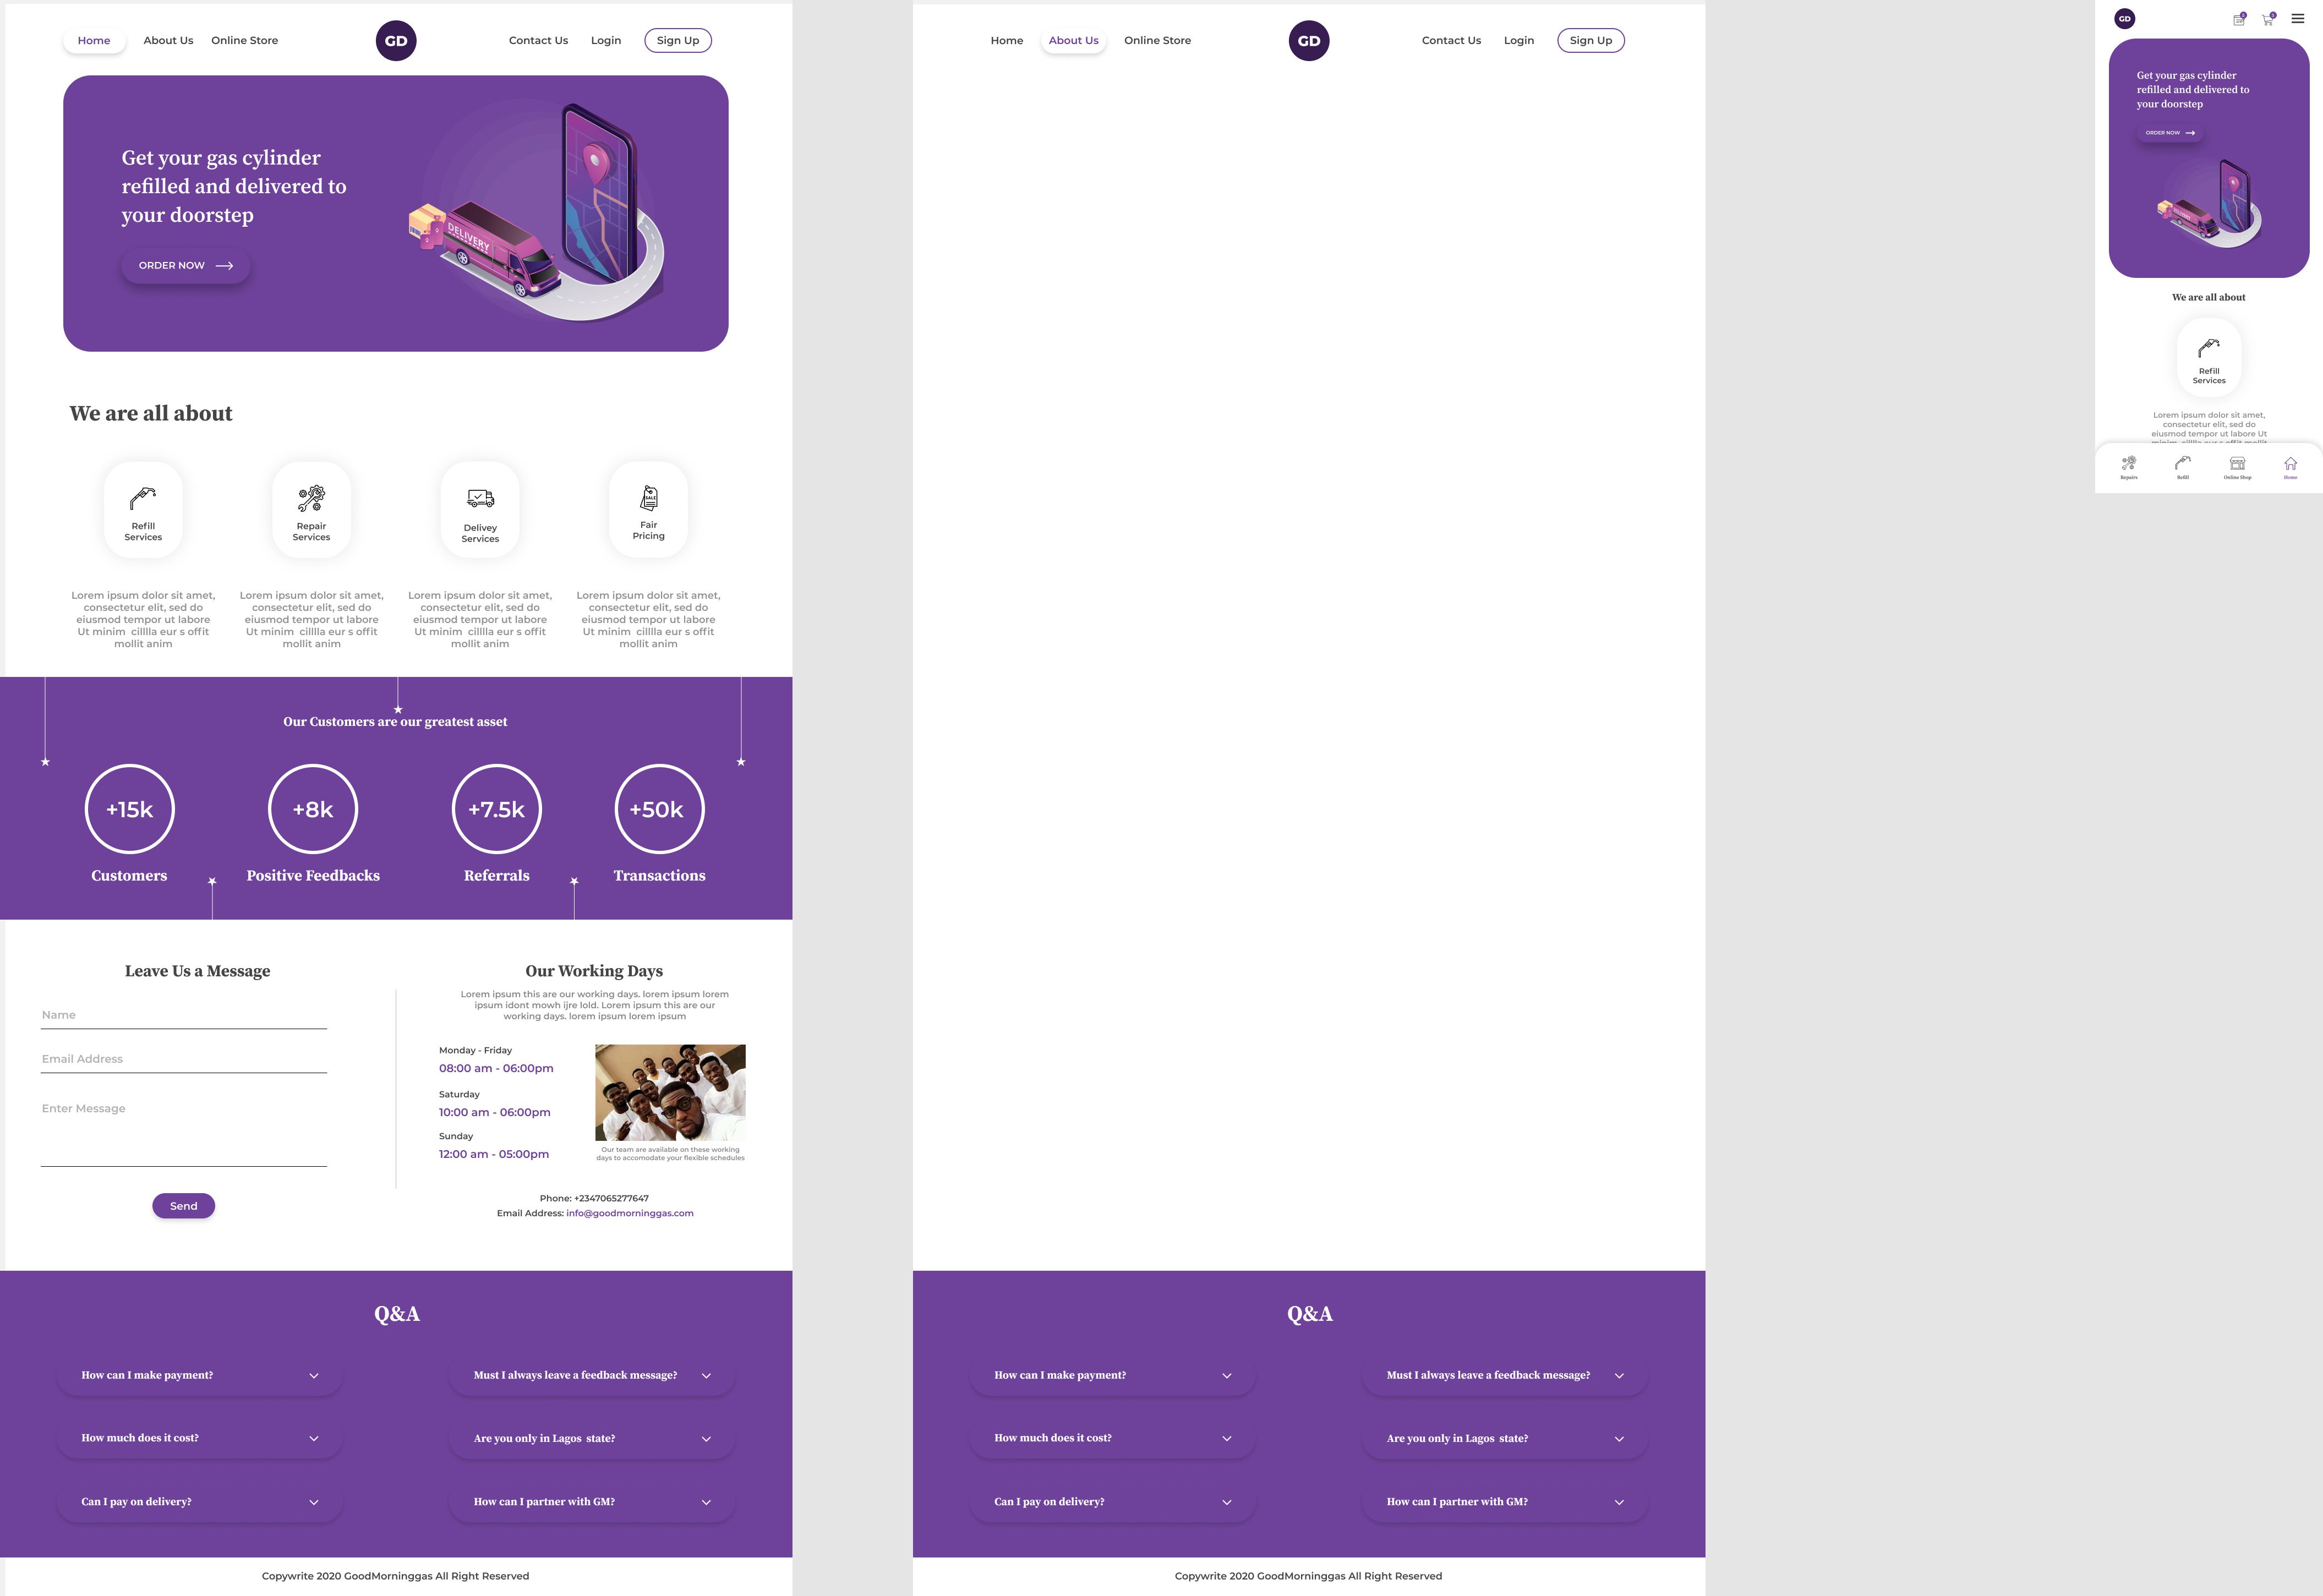 Home
About Us
Online Store
GD
Contact Us
Login
Sign Up
Get your gas cylinder
refilled and delivered to
your doorstep
ORDER NOW
DELIVERY
We are all about
Refill
Services
Repair
Services
Delivey
Services
SALE
Fair
Pricing
Lorem ipsum dolor sit amet,
consectetur elit, sed do
eiusmod tempor ut labore
Ut minim cilllla eur s offit
mollit anim
Lorem ipsum dolor sit amet,
consectetur elit, sed do
eiusmod tempor ut labore
Ut minim cilllla eur s offit
mollit anim
Lorem ipsum dolor sit amet,
consectetur elit, sed do
eiusmod tempor ut labore
Ut minim cilllla eur s offit
mollit anim
Lorem ipsum dolor sit amet,
consectetur elit, sed do
eiusmod tempor ut labore
Ut minim cilllla eur s offit
mollit anim
Our Customers are our greatest asset
+15k
+8k
+7.5k
+50k
Customers
Positive Feedbacks
Referrals
Transactions
Leave Us a Message
Name
Email Address
Enter Message
Send
Our Working Days
Lorem ipsum this are our working days. lorem ipsum lorem
ipsum idont mowh ijre lold. Lorem ipsum this are our
working days. lorem ipsum lorem ipsum
Monday - Friday
08:00 am - 06:00pm
Saturday
10:00 am - 06:00pm
Sunday
12:00 am - 05:00pm
Our team are available on these working
days to accomodate your flexible schedules
Phone: +2347065277647
Email Address: info@goodmorninggas.com
Q&A
How can I make payment?
Must I always leave a feedback message?
How much does it cost?
Are you only in Lagos state?
Can I pay on delivery?
How can I partner with GM?
Copywrite 2020 GoodMorninggas All Right Reserved
Home
About Us
Online Store
GD
Contact Us
Login
Sign Up
Q&A
How can I make payment?
Must I always leave a feedback message?
How much does it cost?
Are you only in Lagos state?
Can I pay on delivery?
How can I partner with GM?
Copywrite 2020 GoodMorninggas All Right Reserved
GD
Get your gas cylinder
refilled and delivered to
your doorstep
ORDER NOW
DELIVERY
We are all about
Refill
Services
Lorem ipsum dolor sit amet,
consectetur elit, sed do
eiusmod tempor ut labore Ut
Repairs
Refill
Online Shop
Home